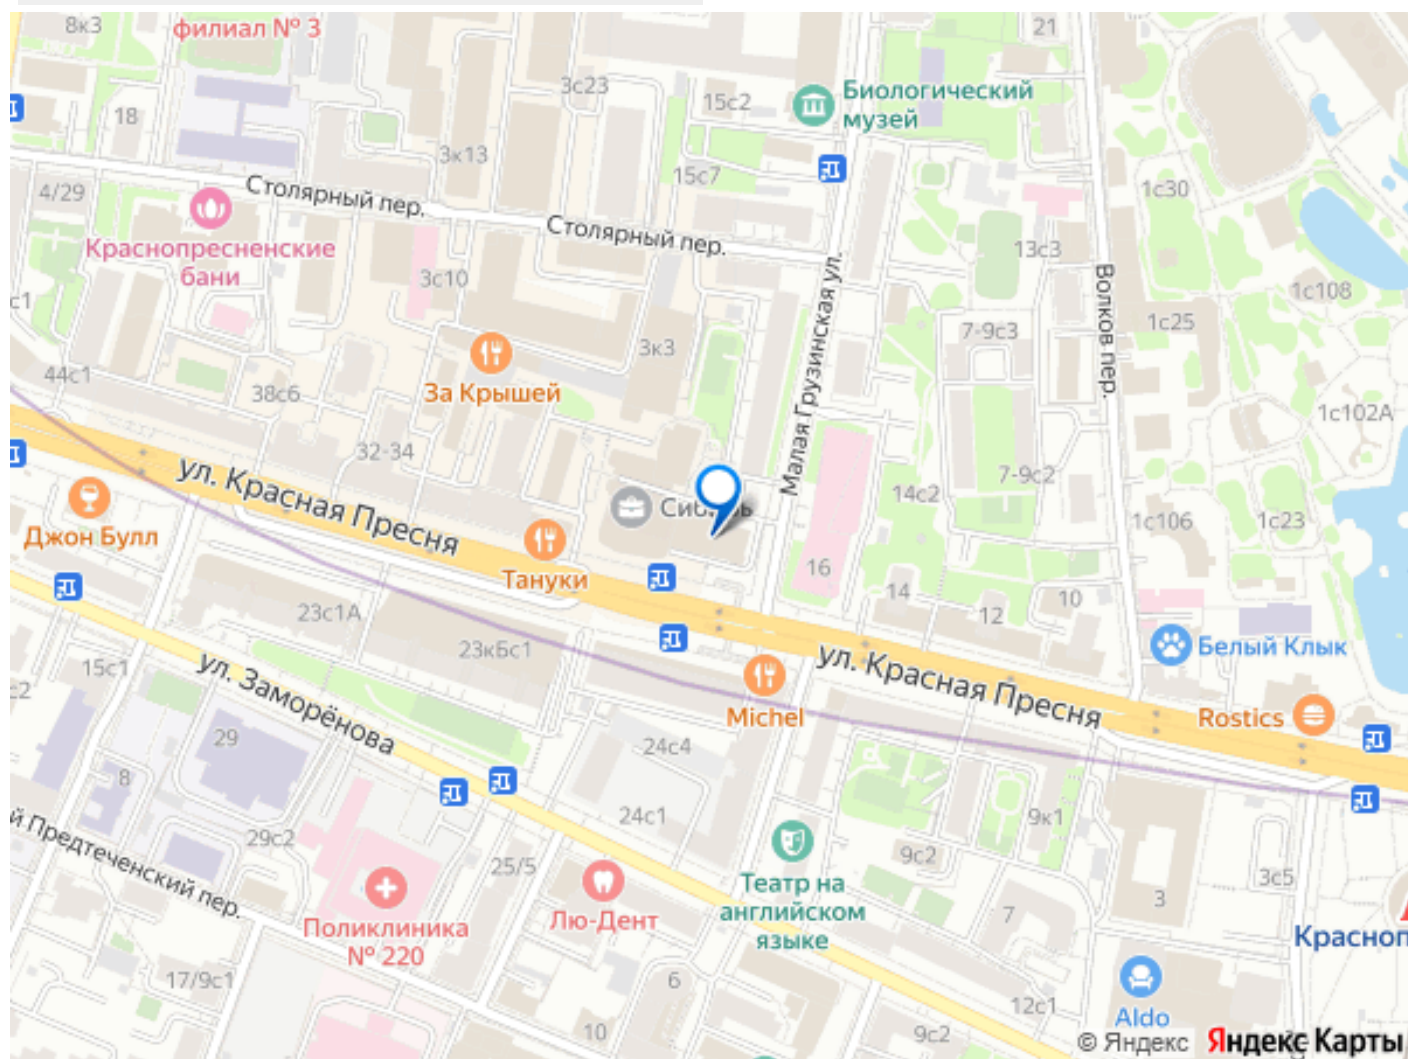 8к3
филиал № 3
21
3с23
15с2
Биологический
музей
18
3к13
15с7
4/29
Столярный пер.
1с30
Столярный пер.
Краснопресненские
бани
13с3
3с10
Малая Грузинская ул.
Волков пер.
с1
1с108
7-9с3
1с25
3к3
44с1
За Крышей
38с6
1с102А
32-34
ул. Красная Пресня
7-9с2
14с2
Джон Булл
1с106
1с23
Тануки
16
14
12
10
23с1А
23кБс1
15с1
ул. Заморёнова
ул. Красная Пресня
Белый Клык
с2
Michel
Rostics
29
24с4
8
24с1
9к1
й Предтеченский пер.
29с2
25/5
9с2
3с5
Театр на
английском
языке
3
7
Поликлиника
№ 220
Лю-Дент
Красноп
17/9с1
6
12с1
10
9с2
Aldo
© Яндекс
Яндекс Карты